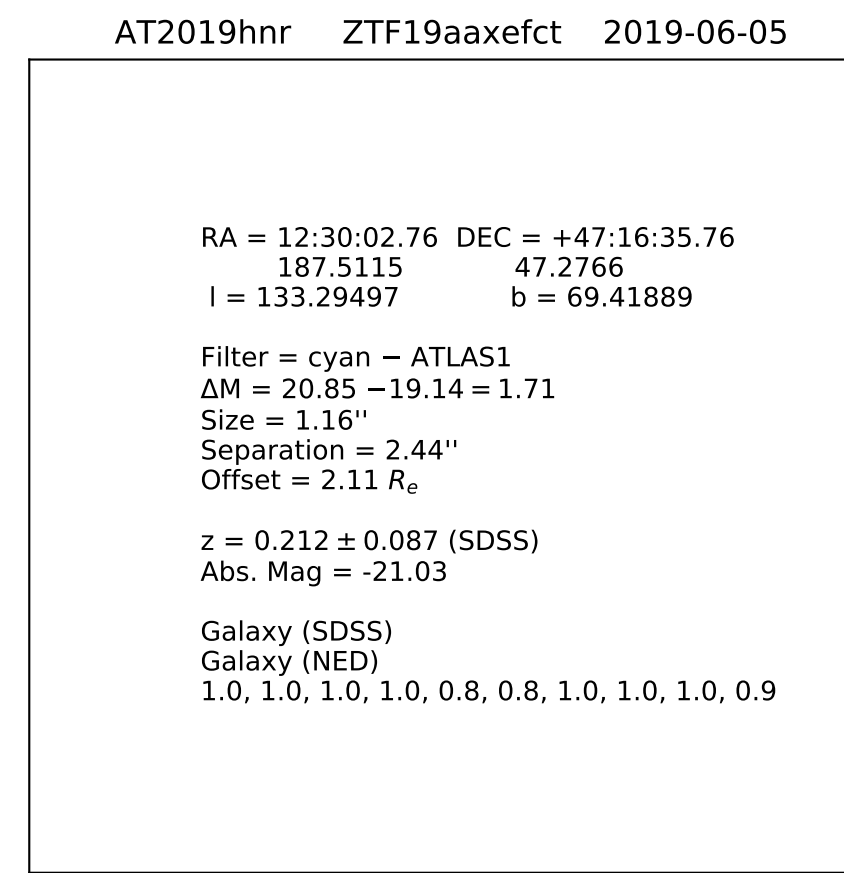 AT2019hnr ZTF19aaxefct 2019-06-05
RA = 12:30:02.76 DEC = +47:16:35.76
187.5115 47.2766
l = 133.29497 b = 69.41889
Filter = cyan − ATLAS1
ΔM = 20.85 −19.14 = 1.71
Size = 1.16''
Separation = 2.44''
Offset = 2.11 Rₑ
z = 0.212 ± 0.087 (SDSS)
Abs. Mag = -21.03
Galaxy (SDSS)
Galaxy (NED)
1.0, 1.0, 1.0, 1.0, 0.8, 0.8, 1.0, 1.0, 1.0, 0.9